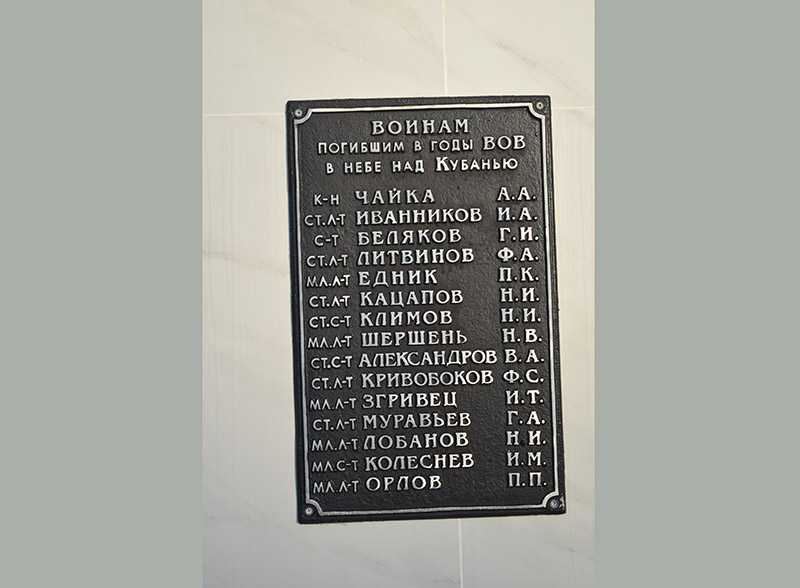 ВОИНАМ
ПОГИБШИМ В ГОДЫ ВОВ
В НЕБЕ НАД КУБАНЬЮ
К-Н ЧАЙКА А.А.
СТ.Л-Т ИВАННИКОВ И.А.
С-Т БЕЛЯКОВ Г.И.
СТ.Л-Т ЛИТВИНОВ Ф.А.
МЛ.Л-Т ЕДНИК П.К.
СТ.Л-Т КАЦАПОВ Н.И.
СТ.С-Т КЛИМОВ Н.И.
МЛ.Л-Т ШЕРШЕНЬ Н.В.
СТ.С-Т АЛЕКСАНДРОВ В.А.
СТ.Л-Т КРИВОБОКОВ Ф.С.
МЛ.Л-Т ЗГРИВЕЦ И.Т.
СТ.Л-Т МУРАВЬЕВ Г.А.
МЛ.Л-Т ЛОБАНОВ Н.И.
МЛ.С-Т КОЛЕСНЕВ И.М.
МЛ.Л-Т ОРЛОВ П.П.